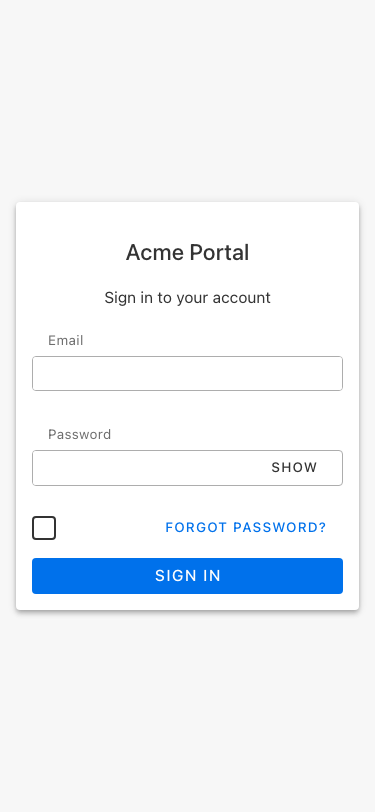 Acme Portal
Sign in to your account
Email
Password
SHOW
FORGOT PASSWORD?
SIGN IN